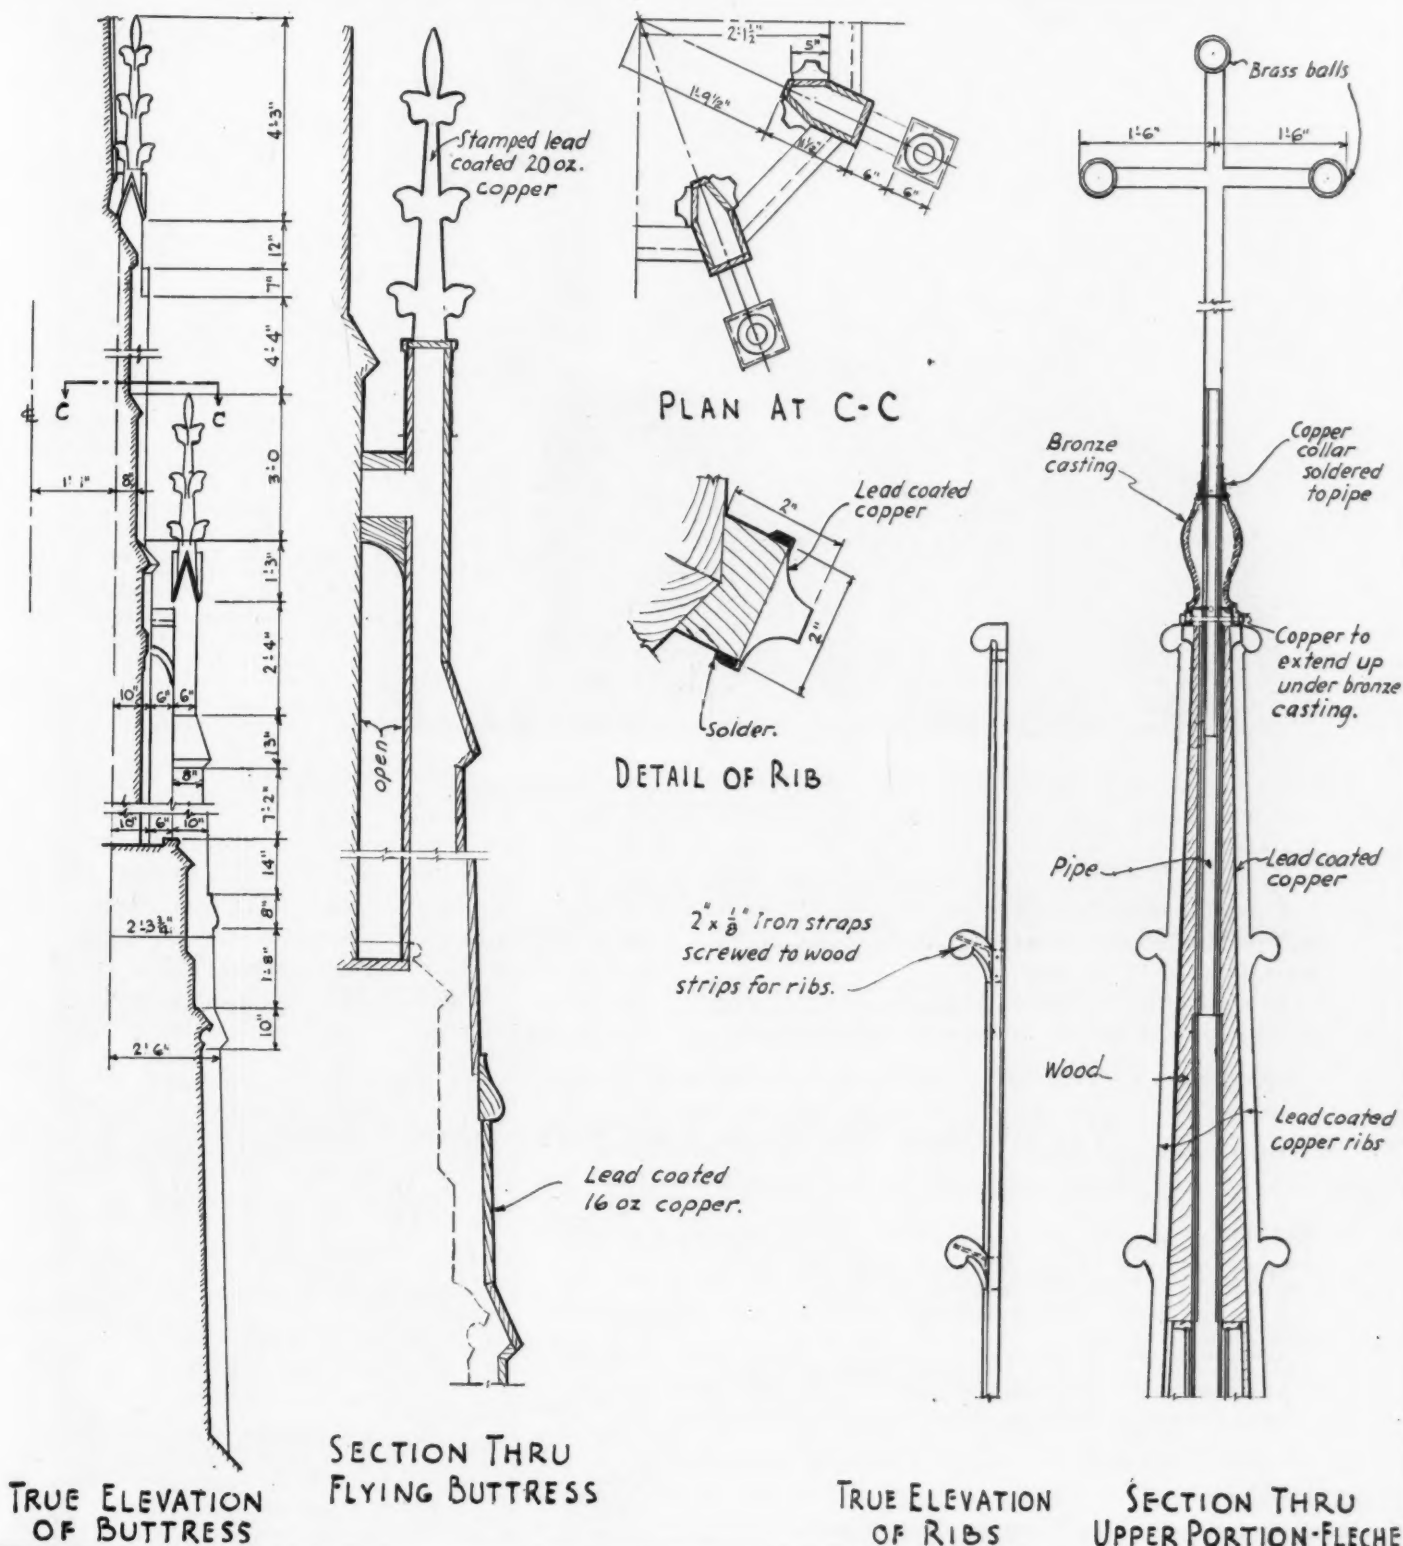 4'-3"
12"
7"
4'-4"
C C
¢
1'-1" 8"
3'-0
1'-3"
2'-4"
10" 6" 6"
13"
8"
7'-2"
10" 6" 10"
14"
8"
2'-3¾"
1'-8"
10"
2'-6"
TRUE ELEVATION
OF BUTTRESS
Stamped lead
coated 20 oz.
copper
open
Lead coated
16 oz copper.
SECTION THRU
FLYING BUTTRESS
2'-1½"
5"
1'-9½"
6"
6"
PLAN AT C-C
Lead coated
copper
2"
2"
Solder.
DETAIL OF RIB
2" x ⅛" Iron straps
screwed to wood
strips for ribs.
TRUE ELEVATION
OF RIBS
Brass balls
1'-6" 1'-6"
Bronze
casting
Copper
collar
soldered
to pipe
Copper to
extend up
under bronze
casting.
Pipe
Lead coated
copper
Wood
Lead coated
copper ribs
SECTION THRU
UPPER PORTION-FLECHE